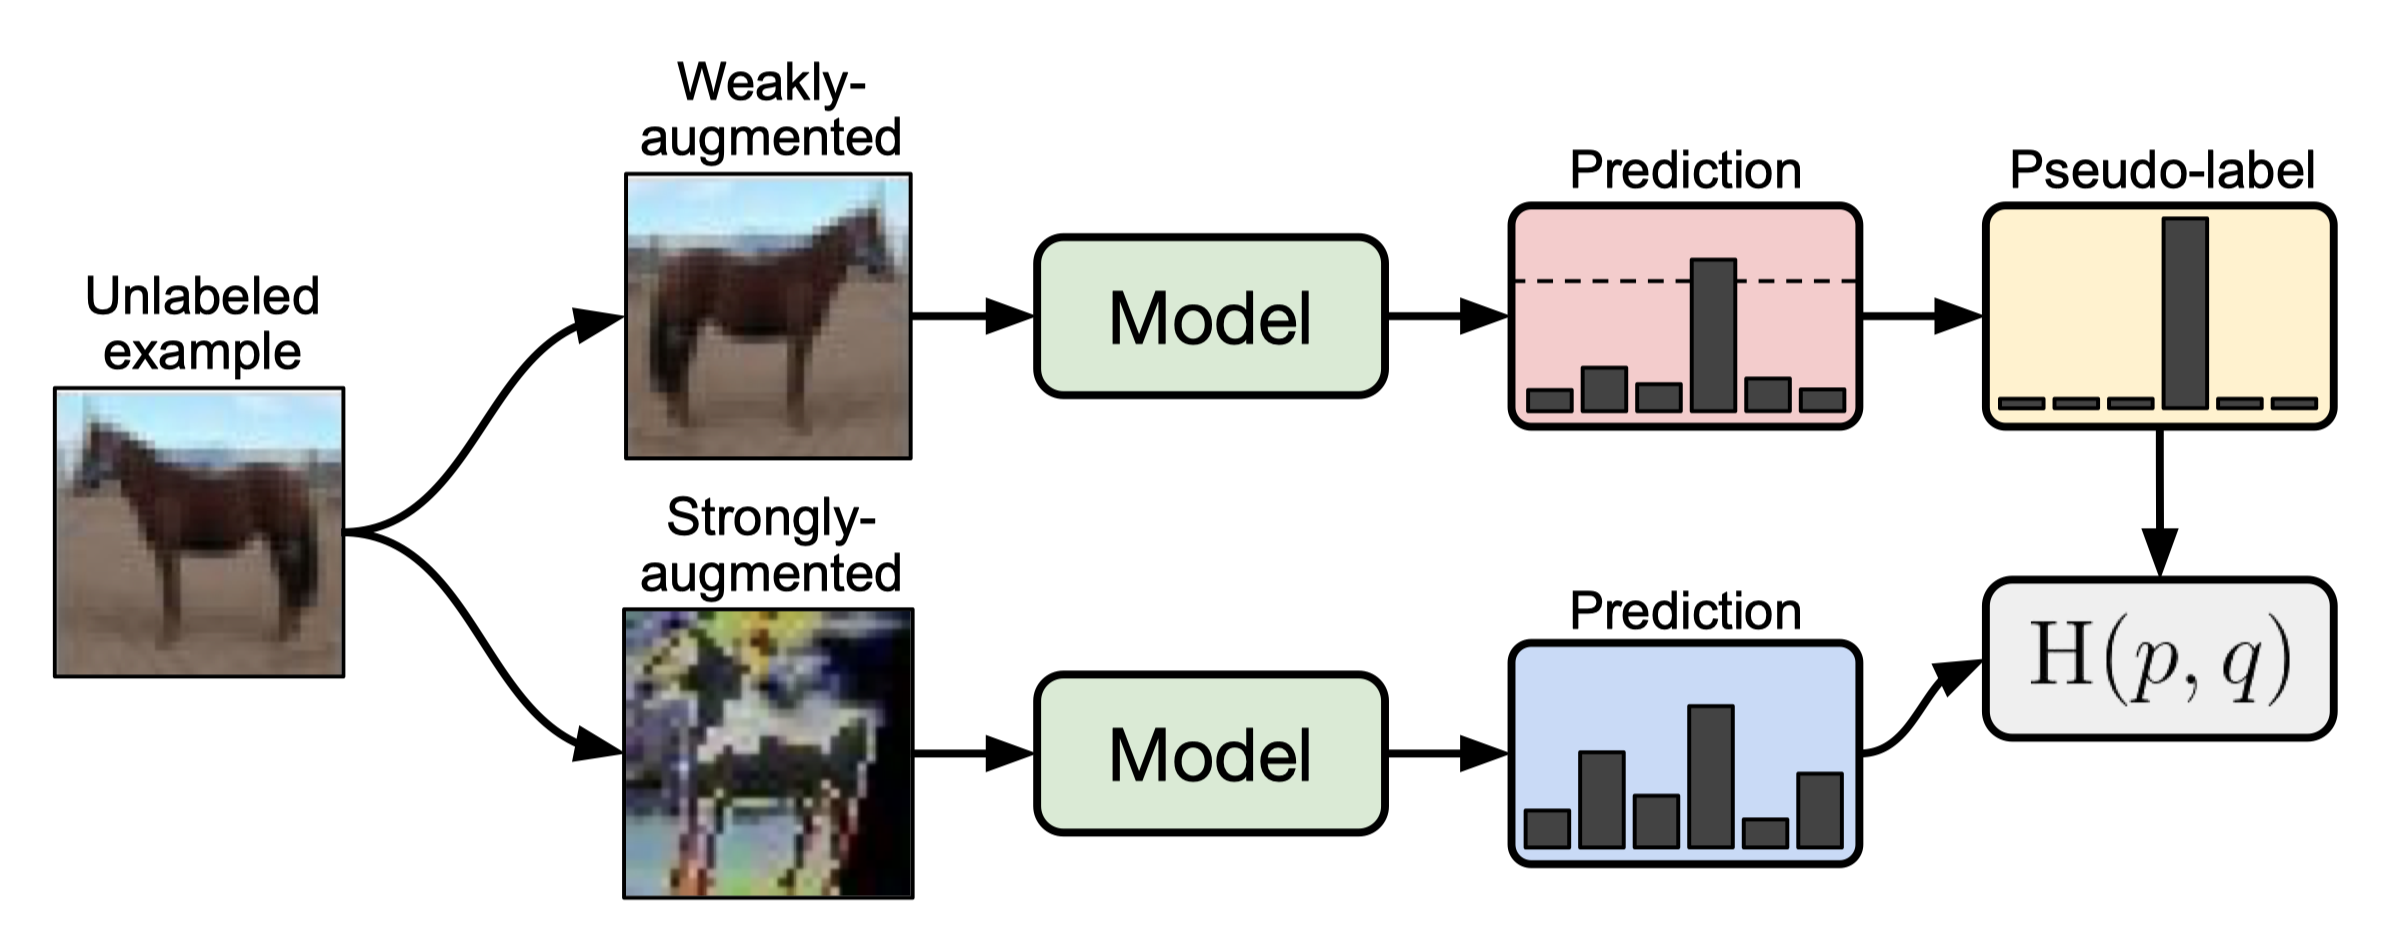 Unlabeled
example
Weakly-
augmented
Model
Prediction
Pseudo-label
Strongly-
augmented
Model
Prediction
H(p, q)